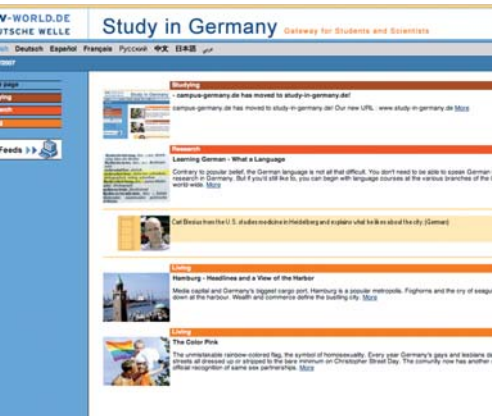 W-WORLD.DE
UTSCHE WELLE
Study in Germany Gateway for Students and Scientists
Deutsch Español Français Русский 中文 日本語 عربي
page
Feeds
Studying
- campus-germany.de has moved to study-in-germany.de!
campus-germany.de has moved to study-in-germany.de! Our new URL : www.study-in-germany.de More
Research
Learning German - What a Language
Contrary to popular belief, the German language is not all that difficult. You don't need to be able to speak German
research in Germany. But if you'd still like to, you can begin with language courses at the various branches of the
world-wide. More
Carl Blesius from the U.S. studies medicine in Heidelberg and explains what he likes about the city. (German)
Living
Hamburg - Headlines and a View of the Harbor
Media capital and Germany's biggest cargo port, Hamburg is a popular metropolis. Foghorns and the cry of seagu
down at the harbour. Wealth and commerce define the bustling city. More
Living
The Color Pink
The unmistakable rainbow-colored flag, the symbol of homosexuality. Every year Germany's gays and lesbians da
streets all dressed up or stripped to the bare minimum on Christopher Street Day. The comunity now has another
official recognition of same sex partnerships. More